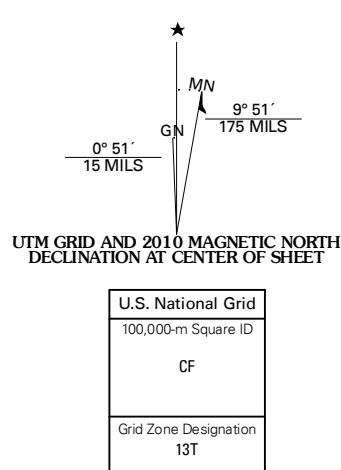 ★
MN
GN
9° 51´
175 MILS
0° 51´
15 MILS
UTM GRID AND 2010 MAGNETIC NORTH
DECLINATION AT CENTER OF SHEET
U.S. National Grid
100,000-m Square ID
CF
Grid Zone Designation
13T